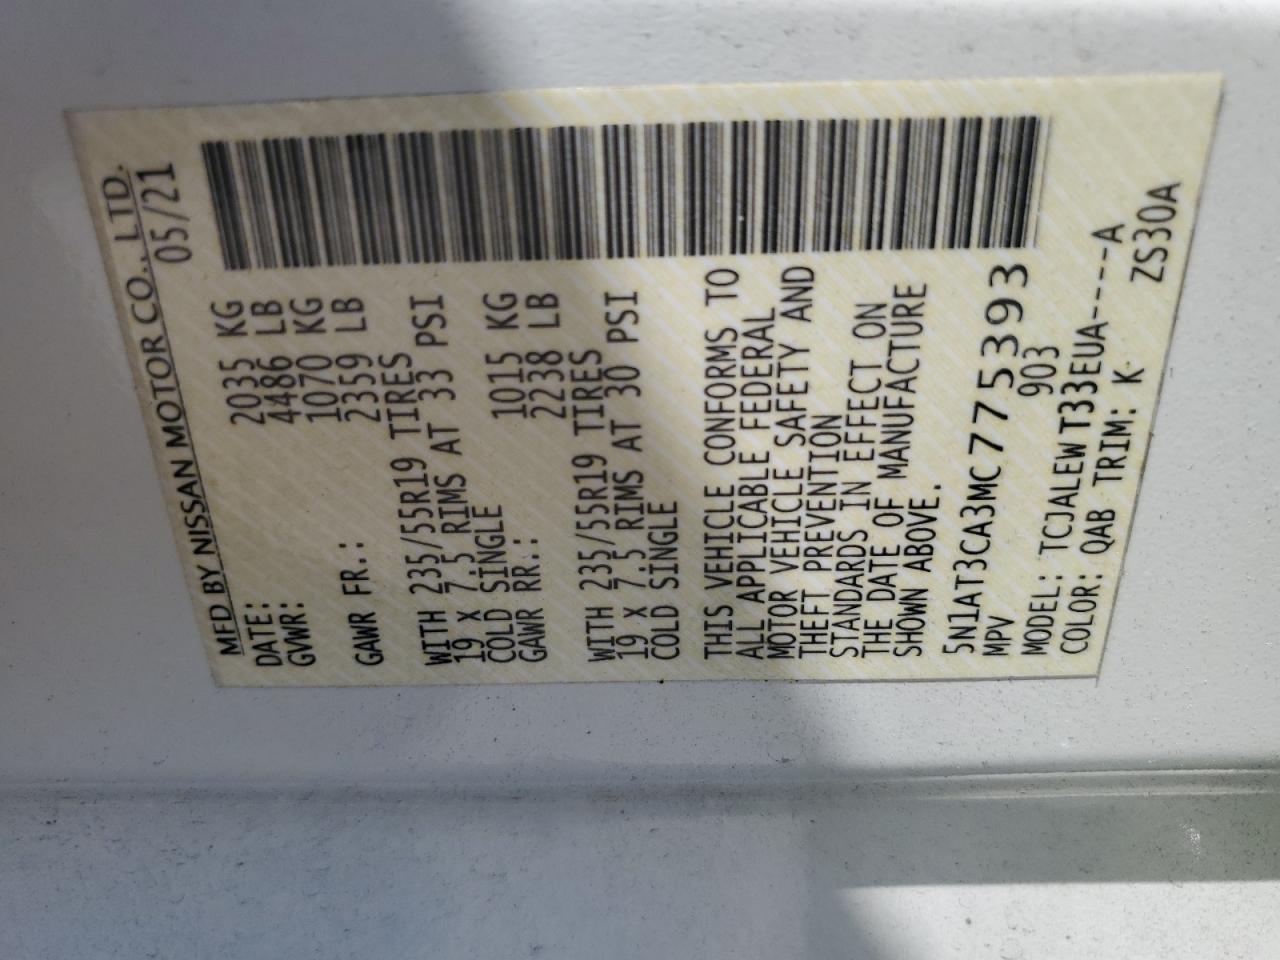 MFD BY NISSAN MOTOR CO., LTD.
DATE: 05/21
GVWR: 2035 KG
4486 LB
GAWR FR.: 1070 KG
2359 LB
WITH 235/55R19 TIRES
19 X 7.5 RIMS AT 33 PSI
COLD SINGLE
GAWR RR.: 1015 KG
2238 LB
WITH 235/55R19 TIRES
19 X 7.5 RIMS AT 30 PSI
COLD SINGLE
THIS VEHICLE CONFORMS TO
ALL APPLICABLE FEDERAL
MOTOR VEHICLE SAFETY AND
THEFT PREVENTION
STANDARDS IN EFFECT ON
THE DATE OF MANUFACTURE
SHOWN ABOVE.
5N1AT3CA3MC775393
MPV 903
MODEL: TCJALEWT33EUA----A
COLOR: QAB TRIM: K ZS30A